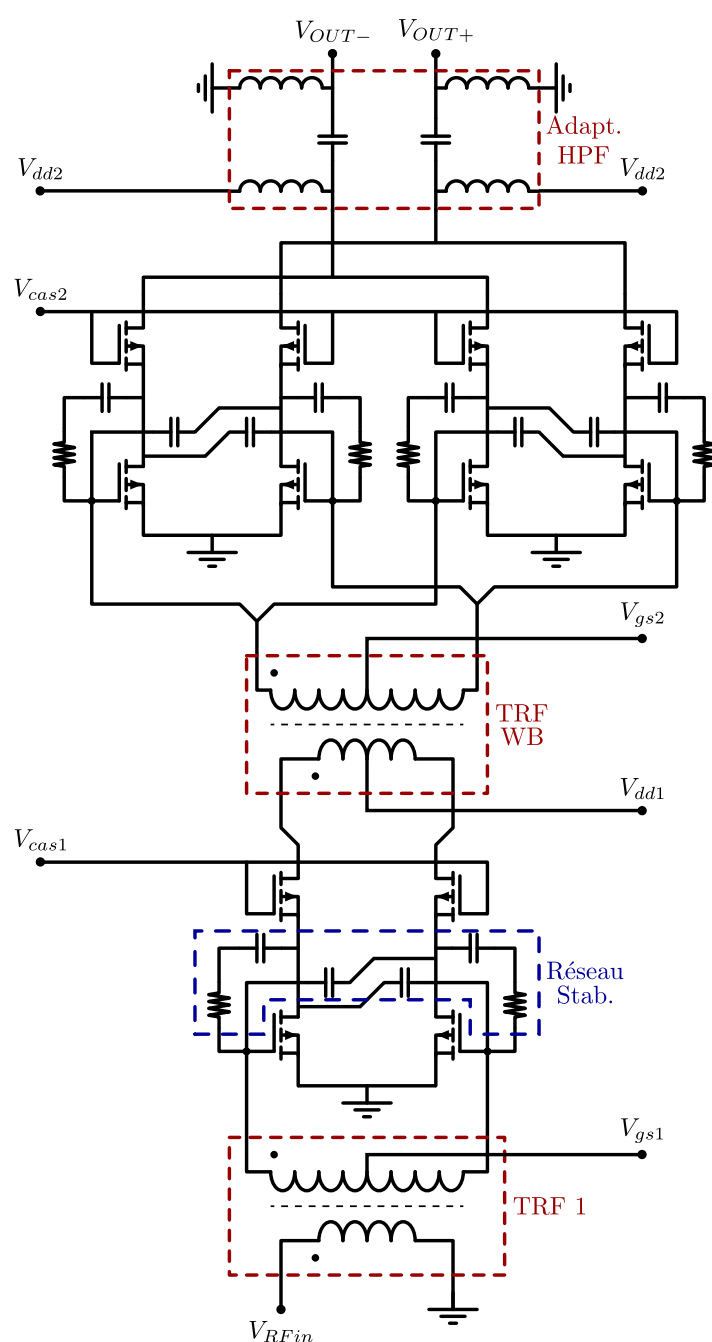 V_{OUT-} V_{OUT+}
Adapt.
HPF
V_{dd2} V_{dd2}
V_{cas2}
V_{gs2}
TRF
WB
V_{dd1}
V_{cas1}
Réseau
Stab.
V_{gs1}
TRF 1
V_{RFin}